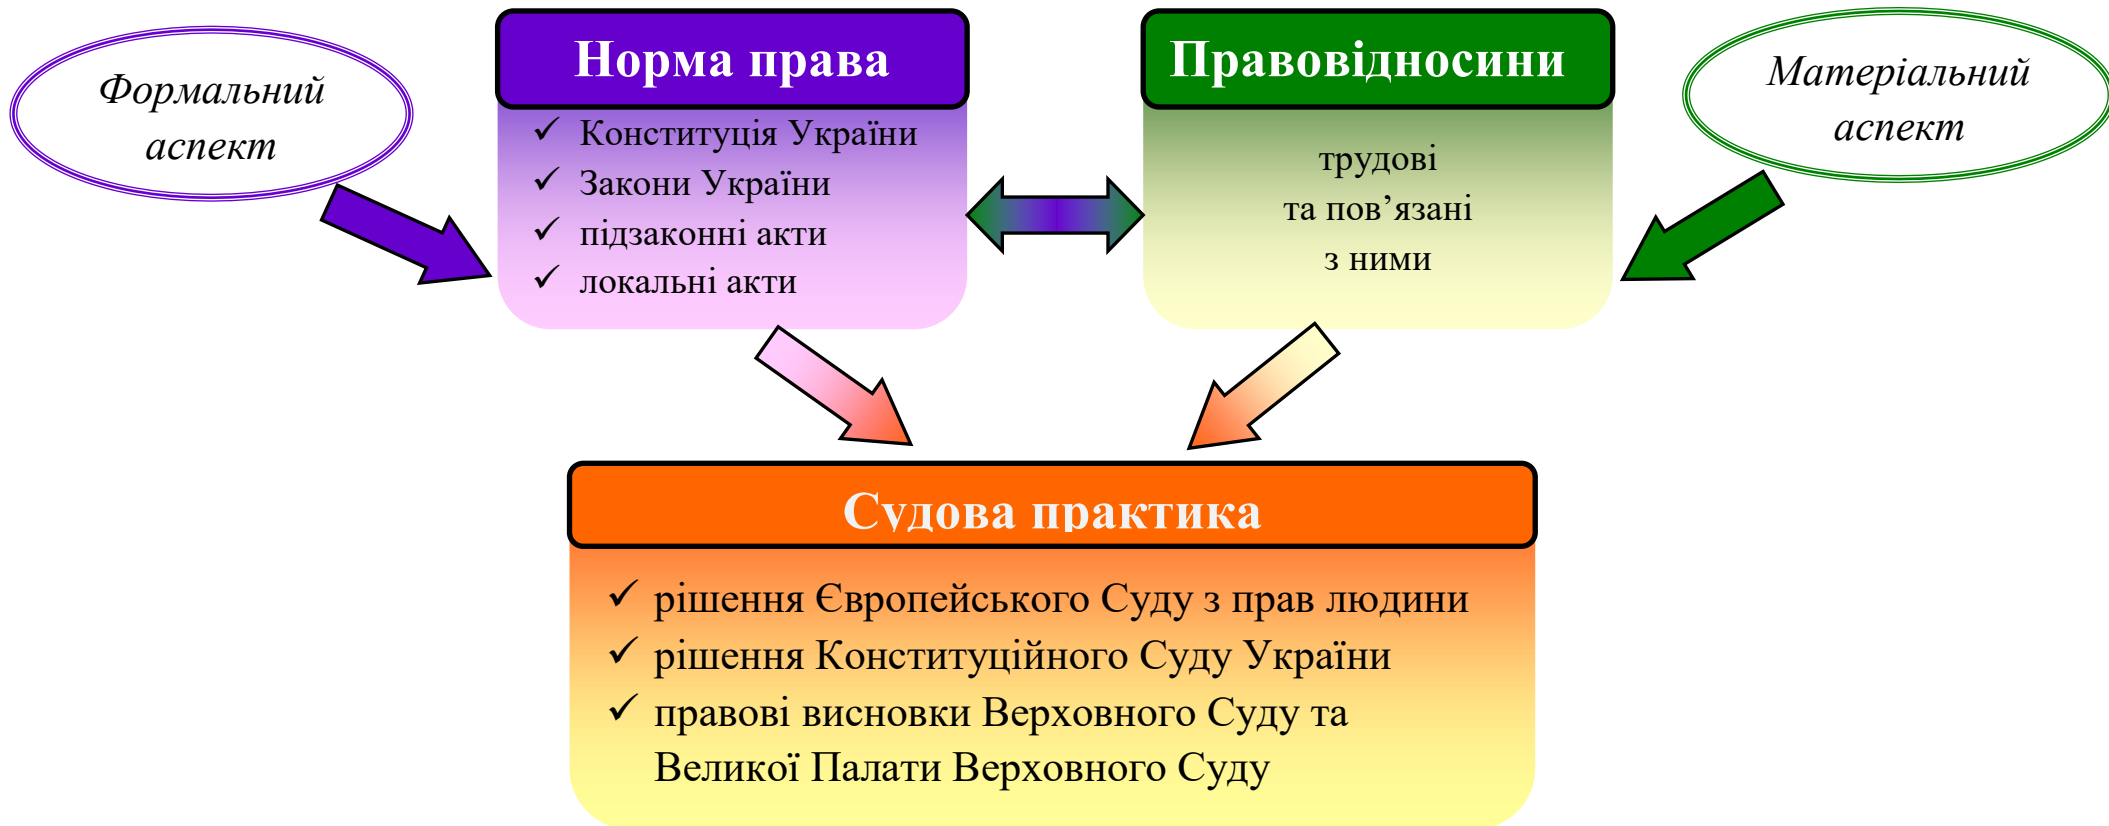 Формальний
аспект
Норма права
✓ Конституція України
✓ Закони України
✓ підзаконні акти
✓ локальні акти
Правовідносини
трудові
та пов’язані
з ними
Матеріальний
аспект
Судова практика
✓ рішення Європейського Суду з прав людини
✓ рішення Конституційного Суду України
✓ правові висновки Верховного Суду та
Великої Палати Верховного Суду